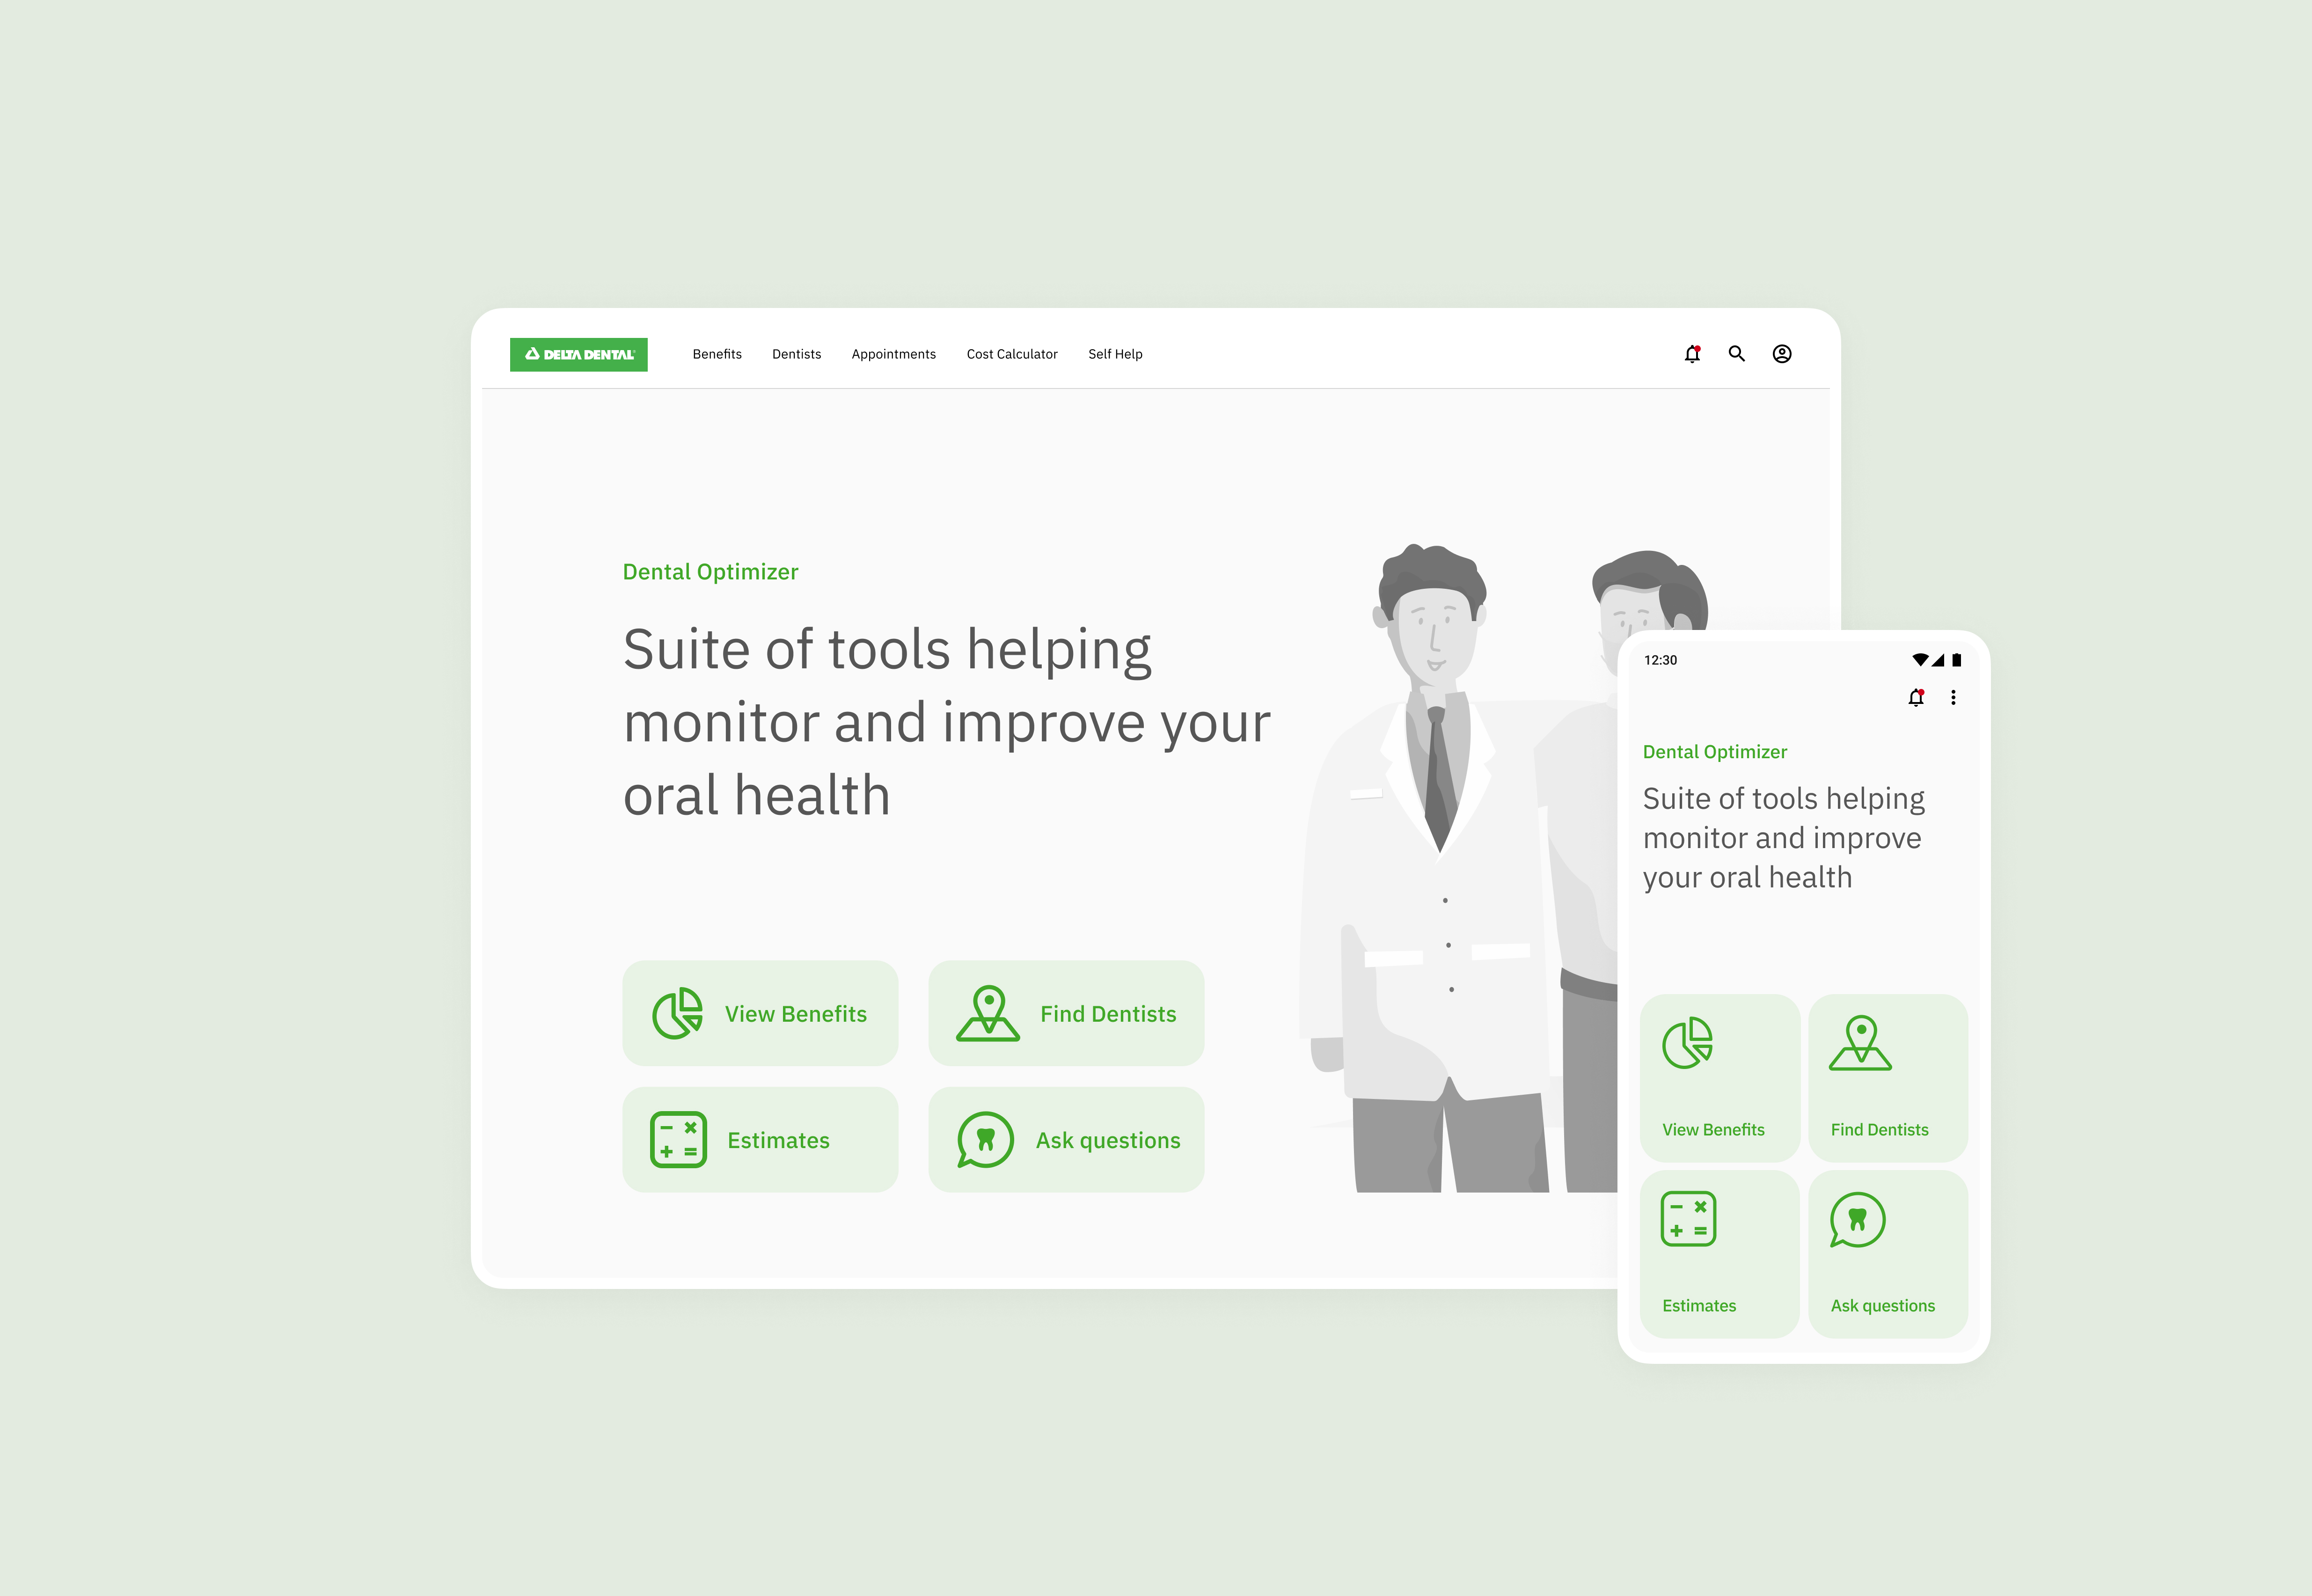 DELTA DENTAL®
Benefits Dentists Appointments Cost Calculator Self Help
Dental Optimizer
Suite of tools helping
monitor and improve your
oral health
View Benefits
Find Dentists
Estimates
Ask questions
12:30
Dental Optimizer
Suite of tools helping
monitor and improve
your oral health
View Benefits
Find Dentists
Estimates
Ask questions